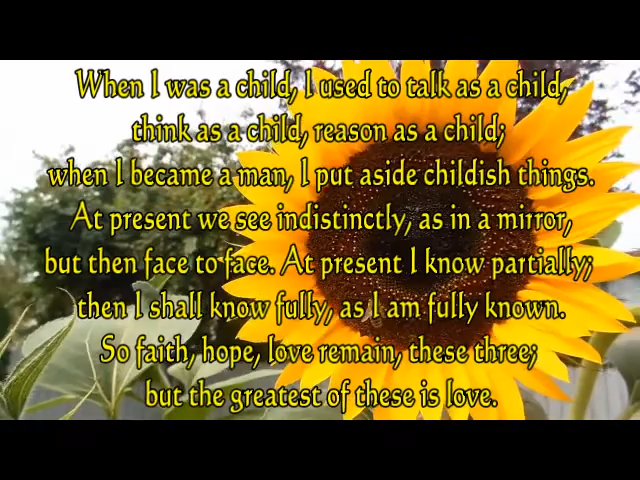 When I was a child, I used to talk as a child,
think as a child, reason as a child;
when I became a man, I put aside childish things.
At present we see indistinctly, as in a mirror,
but then face to face. At present I know partially;
then I shall know fully, as I am fully known.
So faith, hope, love remain, these three;
but the greatest of these is love.